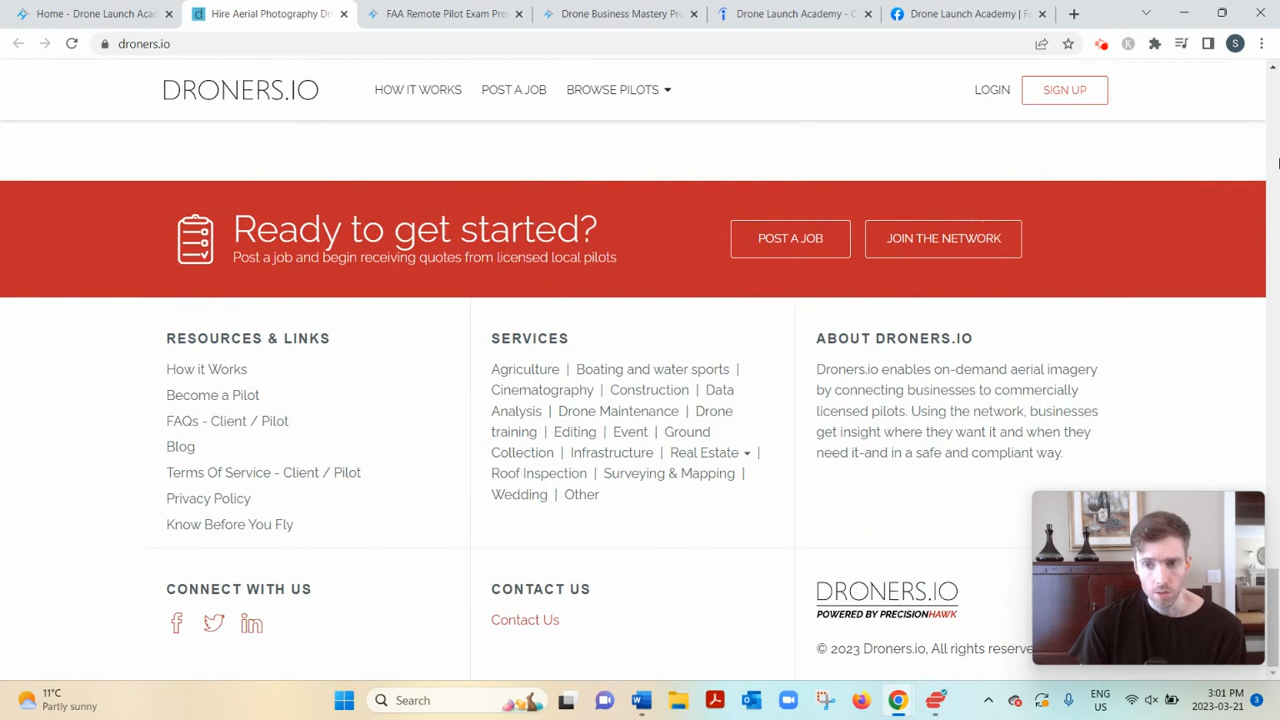 Home - Drone Launch Aca
Hire Aerial Photography Dr
FAA Remote Pilot Exam Prep
Drone Business Mastery Pro
Drone Launch Academy - C
Drone Launch Academy | F
droners.io
K
S
DRONERS.IO
HOW IT WORKS
POST A JOB
BROWSE PILOTS
LOGIN
SIGN UP
Ready to get started?
Post a job and begin receiving quotes from licensed local pilots
POST A JOB
JOIN THE NETWORK
RESOURCES & LINKS
How it Works
Become a Pilot
FAQs - Client / Pilot
Blog
Terms Of Service - Client / Pilot
Privacy Policy
Know Before You Fly
SERVICES
Agriculture | Boating and water sports |
Cinematography | Construction | Data
Analysis | Drone Maintenance | Drone
training | Editing | Event | Ground
Collection | Infrastructure | Real Estate |
Roof Inspection | Surveying & Mapping |
Wedding | Other
ABOUT DRONERS.IO
Droners.io enables on-demand aerial imagery
by connecting businesses to commercially
licensed pilots. Using the network, businesses
get insight where they want it and when they
need it-and in a safe and compliant way.
CONNECT WITH US
CONTACT US
Contact Us
DRONERS.IO
POWERED BY PRECISIONHAWK
© 2023 Droners.io, All rights reserve
11°C
Partly sunny
Search
ENG
CMS
3:01 PM
2023-03-21
3